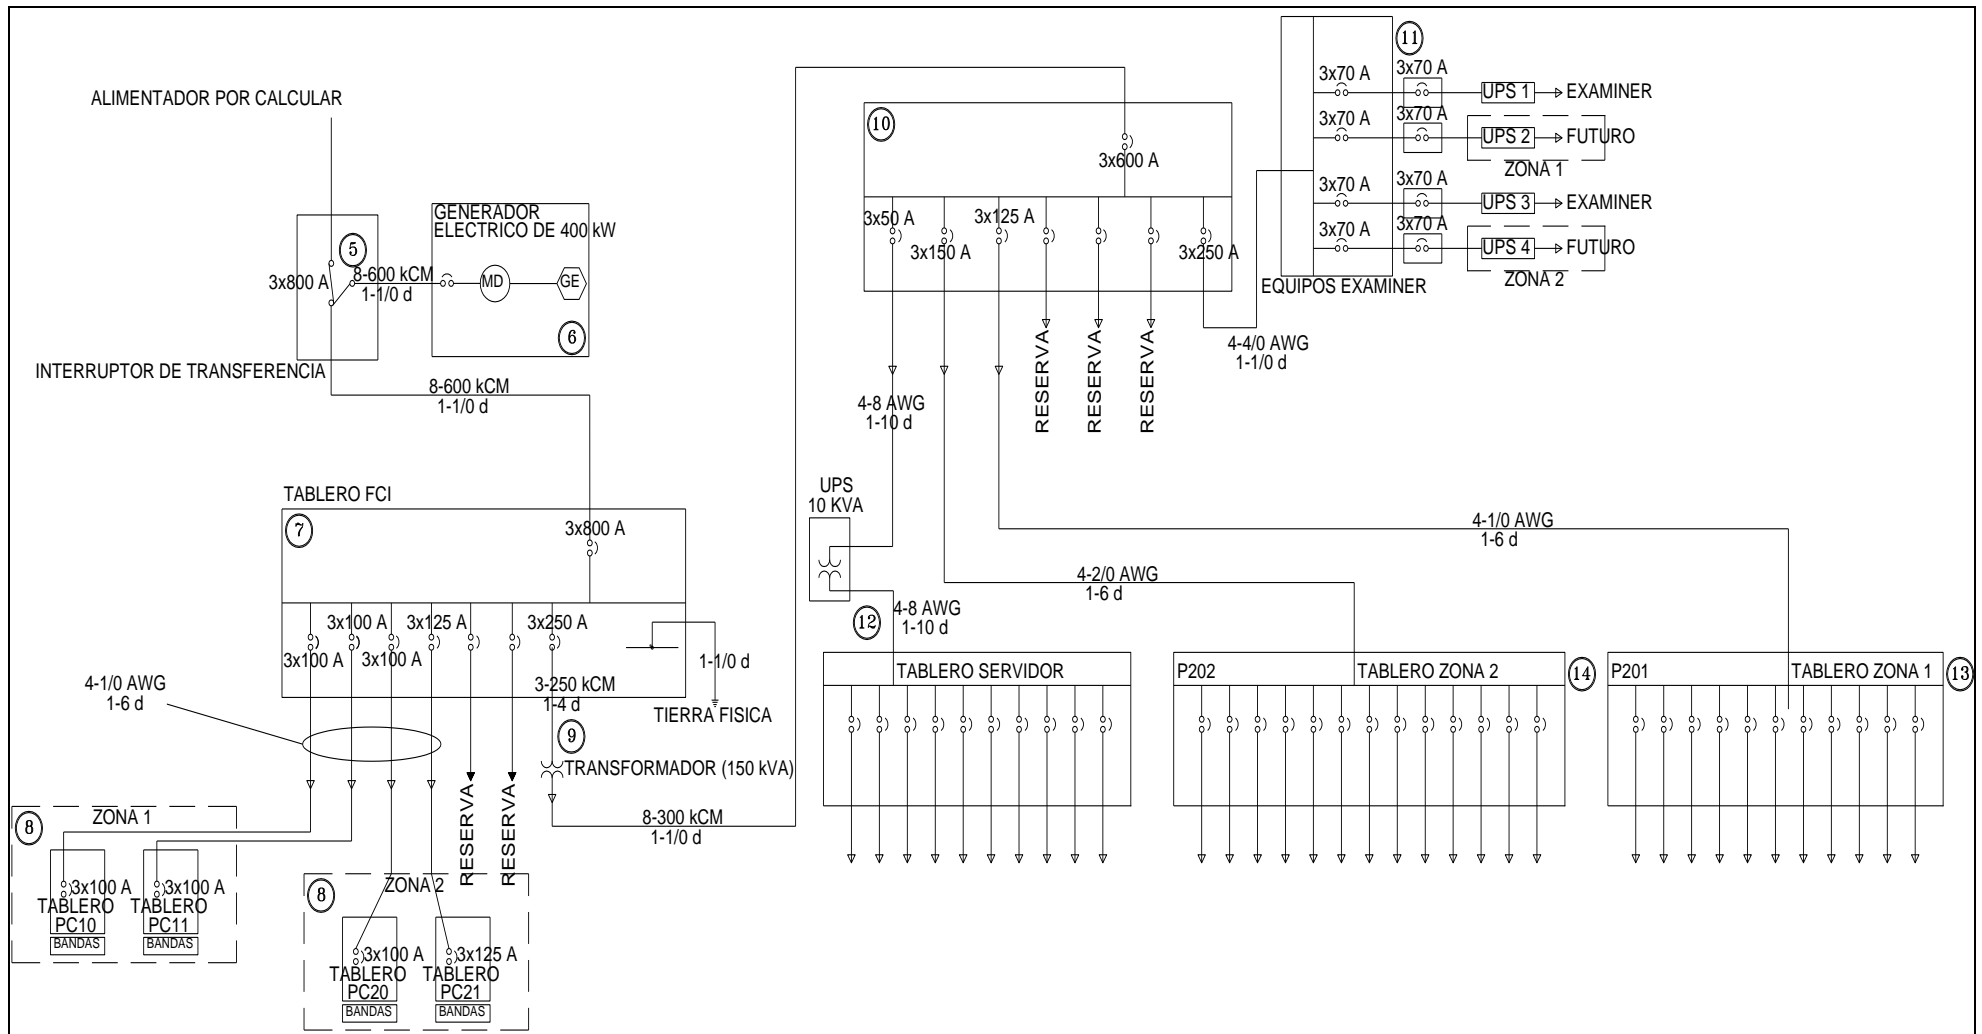 ALIMENTADOR POR CALCULAR
5
3x800 A
8-600 kCM
1-1/0 d
GENERADOR
ELECTRICO DE 400 kW
MD
GE
6
INTERRUPTOR DE TRANSFERENCIA
8-600 kCM
1-1/0 d
TABLERO FCI
7
3x800 A
3x100 A
3x100 A
3x100 A
3x125 A
3x250 A
1-1/0 d
TIERRA FISICA
4-1/0 AWG
1-6 d
3-250 kCM
1-4 d
9
TRANSFORMADOR (150 kVA)
RESERVA
RESERVA
8-300 kCM
1-1/0 d
8
ZONA 1
3x100 A
TABLERO
PC10
BANDAS
3x100 A
TABLERO
PC11
BANDAS
8
ZONA 2
3x100 A
TABLERO
PC20
BANDAS
3x125 A
TABLERO
PC21
BANDAS
10
3x600 A
3x50 A
3x150 A
3x125 A
3x250 A
RESERVA
RESERVA
RESERVA
4-4/0 AWG
1-1/0 d
11
3x70 A
3x70 A
UPS 1
EXAMINER
3x70 A
3x70 A
UPS 2
FUTURO
ZONA 1
3x70 A
3x70 A
UPS 3
EXAMINER
3x70 A
3x70 A
UPS 4
FUTURO
ZONA 2
EQUIPOS EXAMINER
4-8 AWG
1-10 d
UPS
10 KVA
4-8 AWG
1-10 d
12
4-2/0 AWG
1-6 d
4-1/0 AWG
1-6 d
TABLERO SERVIDOR
P202
TABLERO ZONA 2
14
P201
TABLERO ZONA 1
13